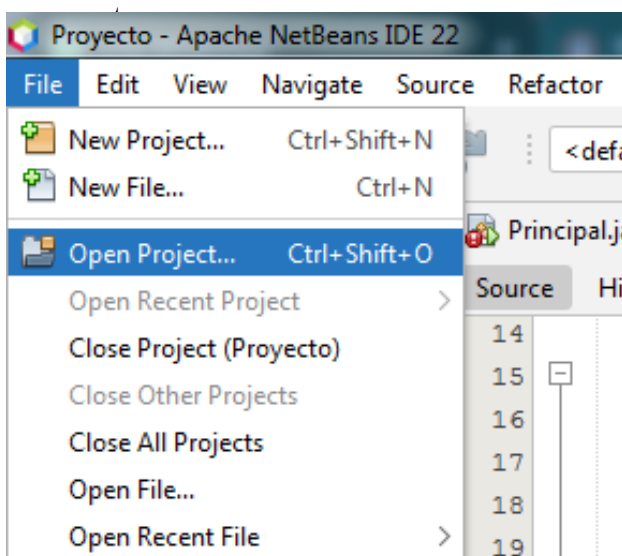 Proyecto - Apache NetBeans IDE 22
File Edit View Navigate Source Refactor
New Project... Ctrl+Shift+N
New File... Ctrl+N
Open Project... Ctrl+Shift+O
Open Recent Project
Close Project (Proyecto)
Close Other Projects
Close All Projects
Open File...
Open Recent File
<defa
Principal.ja
Source Hi
14
15
16
17
18
19